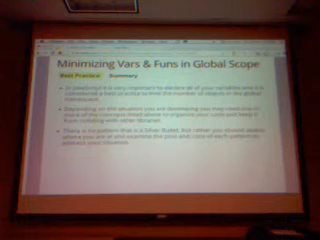 Minimizing Vars & Funs in Global Scope
Best Practice Summary
In JavaScript it is very important to declare all of your variables and it is
considered a best practice to limit the number of objects in the global
namespace.
Depending on the situation you are developing you may need one or
more of the concepts listed above to organize your code and keep it
from colliding with other libraries.
There is no pattern that is a Silver Bullet, but rather you should assess
where you are at and examine the pros and cons of each pattern to
address your situation.